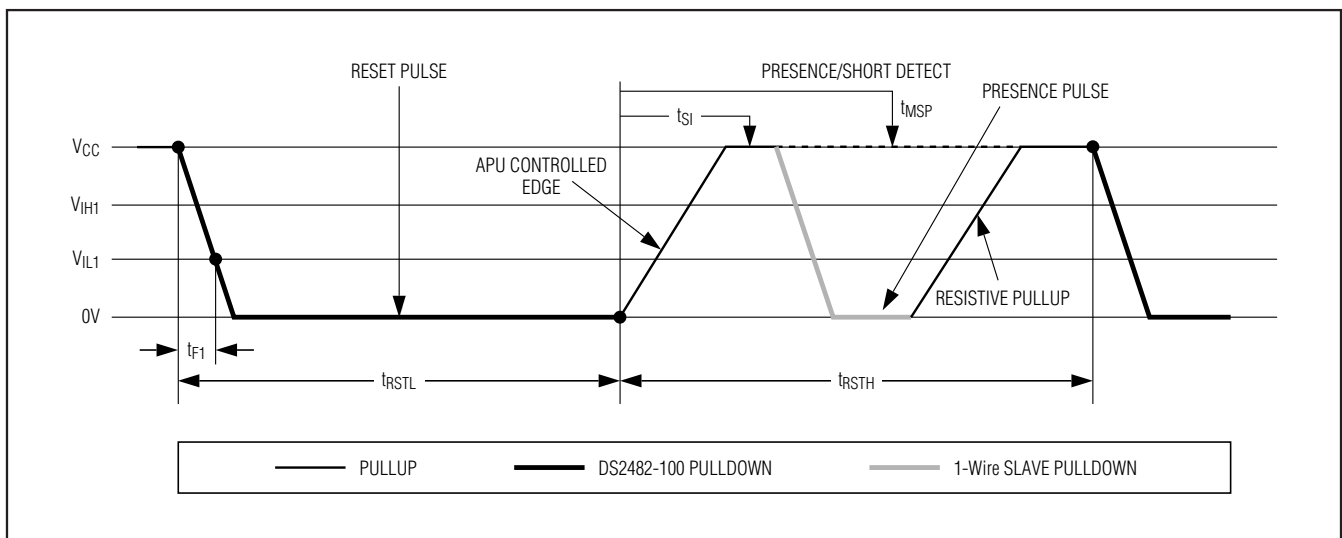 RESET PULSE
PRESENCE/SHORT DETECT
PRESENCE PULSE
tMSP
tSI
VCC
APU CONTROLLED
EDGE
VIH1
VIL1
RESISTIVE PULLUP
0V
tF1
tRSTL
tRSTH
PULLUP
DS2482-100 PULLDOWN
1-Wire SLAVE PULLDOWN